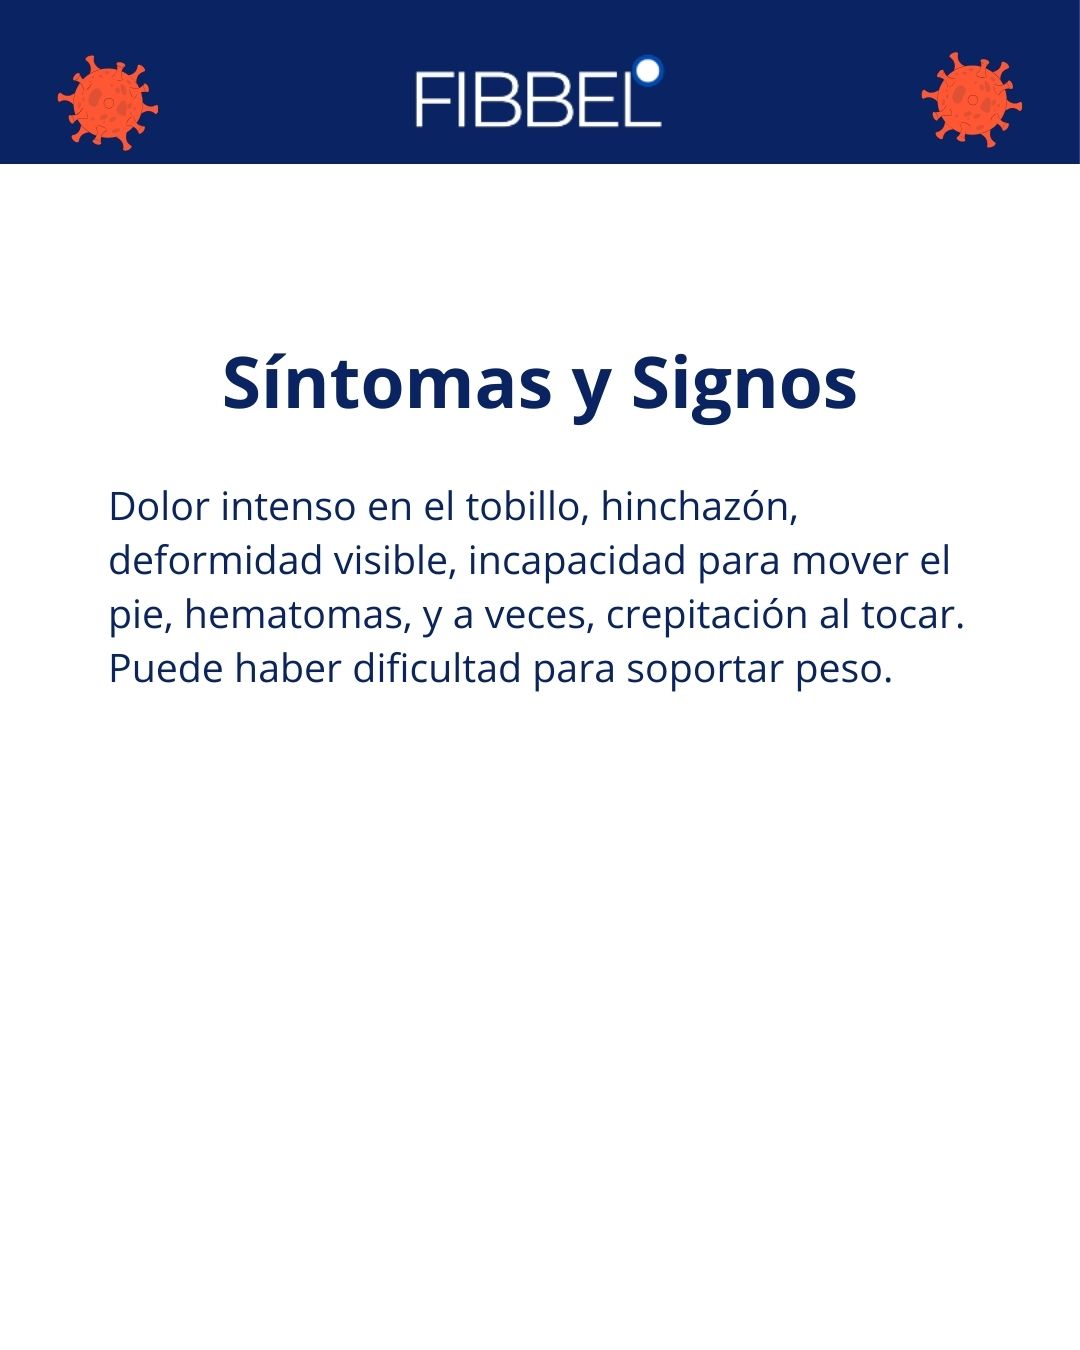 FIBBEL
Síntomas y Signos
Dolor intenso en el tobillo, hinchazón,
deformidad visible, incapacidad para mover el
pie, hematomas, y a veces, crepitación al tocar.
Puede haber dificultad para soportar peso.